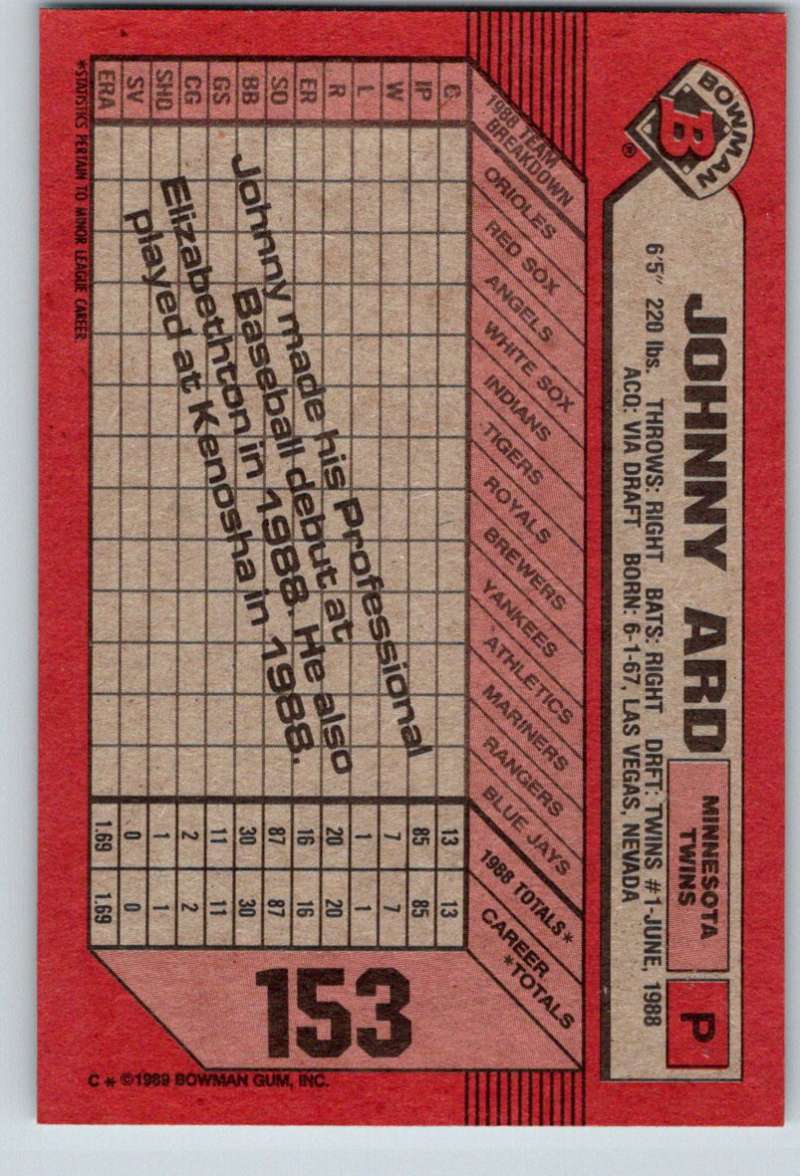 BOWMAN
B
®
JOHNNY ARD
MINNESOTA
TWINS
P
6'5" 220 lbs. THROWS: RIGHT BATS: RIGHT DRFT: TWINS #1-JUNE, 1988
ACQ: VIA DRAFT BORN: 6-1-67, LAS VEGAS, NEVADA
1988 TEAM
BREAKDOWN
ORIOLES
RED SOX
ANGELS
WHITE SOX
INDIANS
TIGERS
ROYALS
BREWERS
YANKEES
ATHLETICS
MARINERS
RANGERS
BLUE JAYS
1988 TOTALS*
CAREER
*TOTALS
G 13 13
IP 85 85
W 7 7
L 1 1
R 20 20
ER 16 16
SO 87 87
BB 30 30
GS 11 11
CG 2 2
SHO 1 1
SV 0 0
ERA 1.69 1.69
Johnny made his Professional
Baseball debut at
Elizabethton in 1988. He also
played at Kenosha in 1988.
*STATISTICS PERTAIN TO MINOR LEAGUE CAREER
153
C * ©1989 BOWMAN GUM, INC.